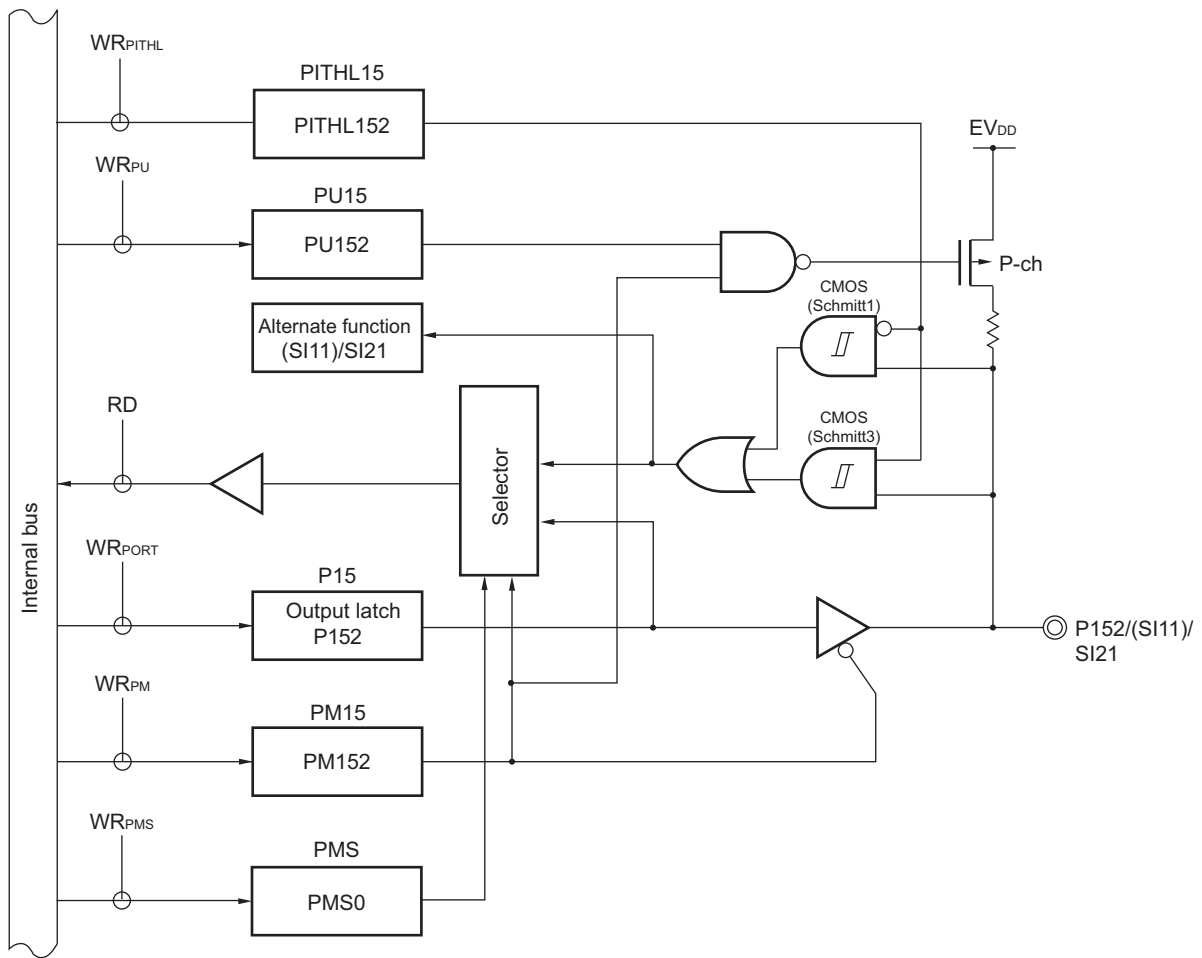 WRPITHL
PITHL15
PITHL152
EVDD
WRPU
PU15
PU152
P-ch
CMOS
(Schmitt1)
Alternate function
(SI11)/SI21
RD
CMOS
(Schmitt3)
Selector
Internal bus
WRPORT
P15
Output latch
P152
P152/(SI11)/
SI21
WRPM
PM15
PM152
WRPMS
PMS
PMS0